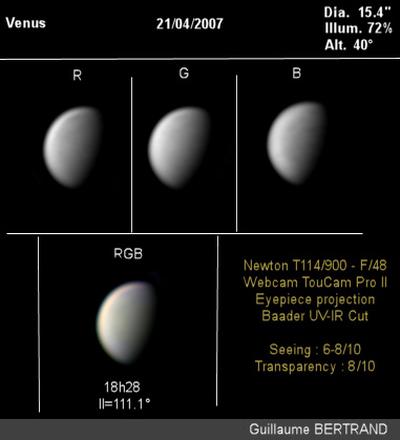 Venus
21/04/2007
Dia. 15.4"
Illum. 72%
Alt. 40°
R
G
B
RGB
18h28
II=111.1°
Newton T114/900 - F/48
Webcam TouCam Pro II
Eyepiece projection
Baader UV-IR Cut
Seeing : 6-8/10
Transparency : 8/10
Guillaume BERTRAND